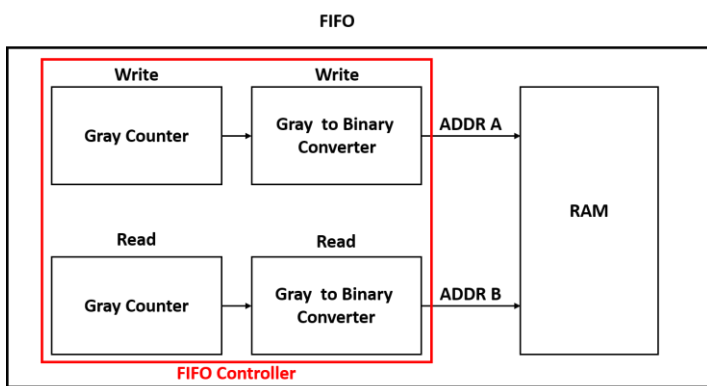 FIFO
Write
Write
Gray Counter
Gray to Binary
Converter
ADDR A
RAM
Read
Read
Gray Counter
Gray to Binary
Converter
ADDR B
FIFO Controller